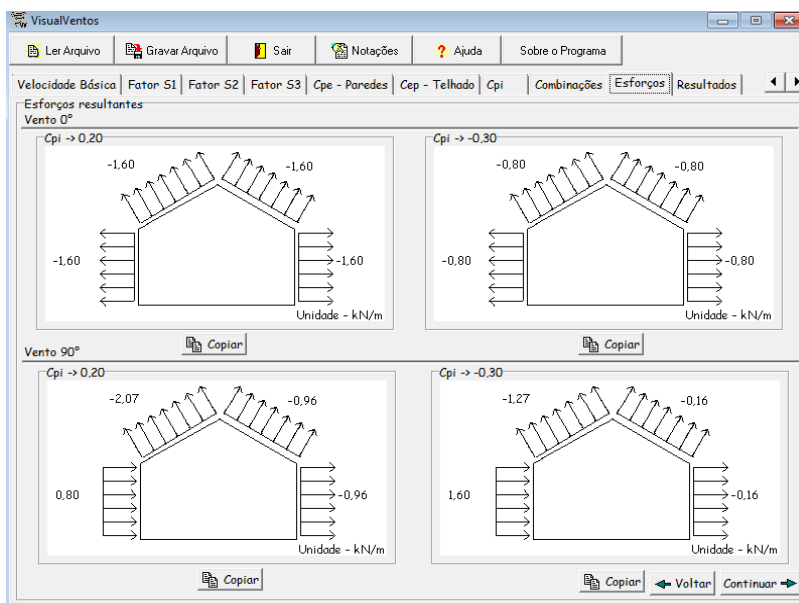 VisualVentos
Ler Arquivo Gravar Arquivo Sair Notações ? Ajuda Sobre o Programa
Velocidade Básica Fator S1 Fator S2 Fator S3 Cpe - Paredes Cep - Telhado Cpi Combinações Esforços Resultados
Esforços resultantes
Vento 0°
Cpi -> 0,20 Cpi -> -0,30
-1,60 -1,60 -0,80 -0,80
-1,60 -1,60 -0,80 -0,80
Unidade - kN/m Unidade - kN/m
Copiar Copiar
Vento 90°
Cpi -> 0,20 Cpi -> -0,30
-2,07 -0,96 -1,27 -0,16
0,80 -0,96 1,60 -0,16
Unidade - kN/m Unidade - kN/m
Copiar Copiar Voltar Continuar